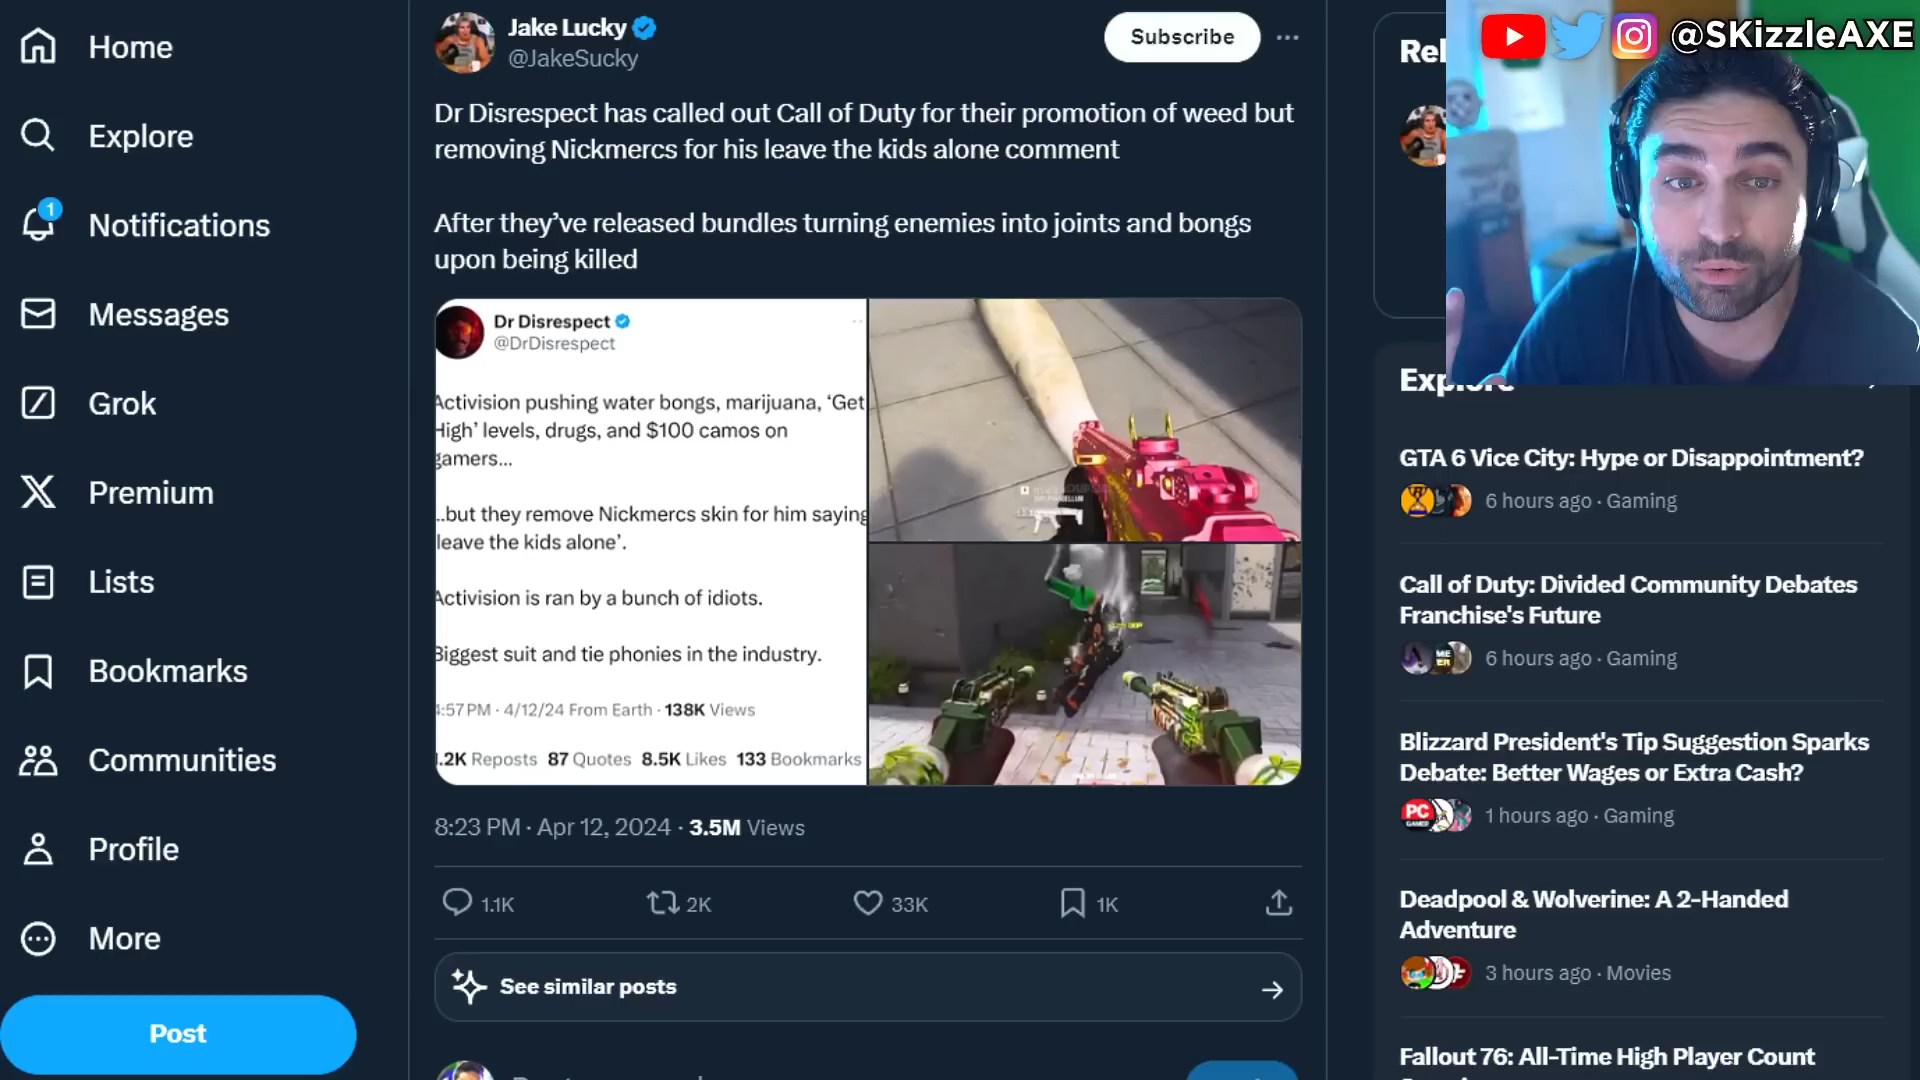 Home
Explore
1
Notifications
Messages
Grok
Premium
Lists
Bookmarks
Communities
Profile
More
Post
Jake Lucky
@JakeSucky
Subscribe
Dr Disrespect has called out Call of Duty for their promotion of weed but
removing Nickmercs for his leave the kids alone comment
After they've released bundles turning enemies into joints and bongs
upon being killed
Dr Disrespect
@DrDisrespect
Activision pushing water bongs, marijuana, 'Get
High' levels, drugs, and $100 camos on
gamers...
..but they remove Nickmercs skin for him saying
leave the kids alone'.
Activision is ran by a bunch of idiots.
Biggest suit and tie phonies in the industry.
:57 PM · 4/12/24 From Earth · 138K Views
.2K Reposts 87 Quotes 8.5K Likes 133 Bookmarks
8:23 PM · Apr 12, 2024 · 3.5M Views
1.1K
2K
33K
1K
See similar posts
@SKizzleAXE
Rel
Explore
GTA 6 Vice City: Hype or Disappointment?
6 hours ago · Gaming
Call of Duty: Divided Community Debates
Franchise's Future
6 hours ago · Gaming
Blizzard President's Tip Suggestion Sparks
Debate: Better Wages or Extra Cash?
PC
GAMER
1 hours ago · Gaming
Deadpool & Wolverine: A 2-Handed
Adventure
3 hours ago · Movies
Fallout 76: All-Time High Player Count